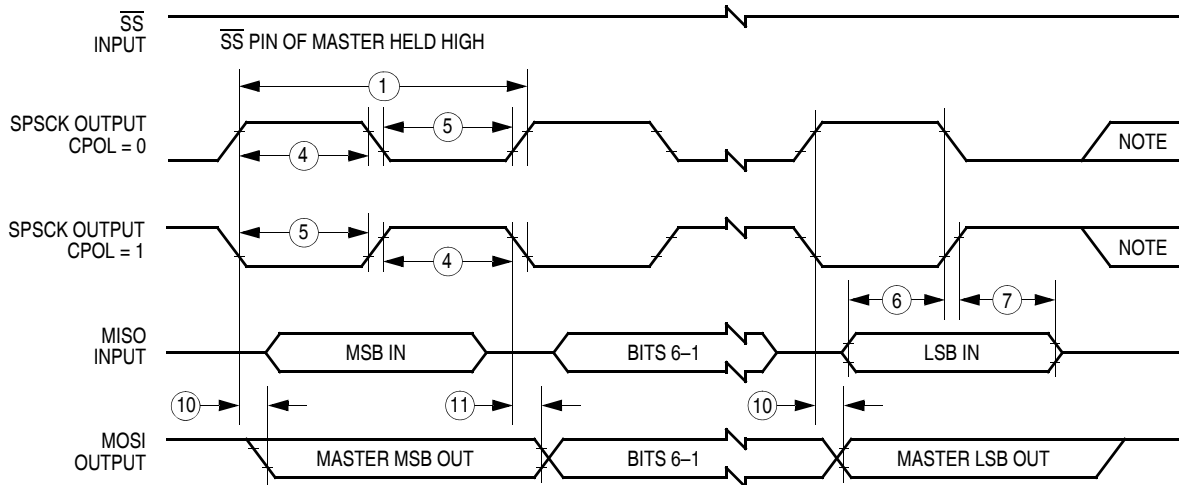 SS
INPUT
SS PIN OF MASTER HELD HIGH
1
SPSCK OUTPUT
CPOL = 0
5
4
NOTE
SPSCK OUTPUT
CPOL = 1
5
4
NOTE
6
7
MISO
INPUT
MSB IN
BITS 6–1
LSB IN
10
11
10
MOSI
OUTPUT
MASTER MSB OUT
BITS 6–1
MASTER LSB OUT